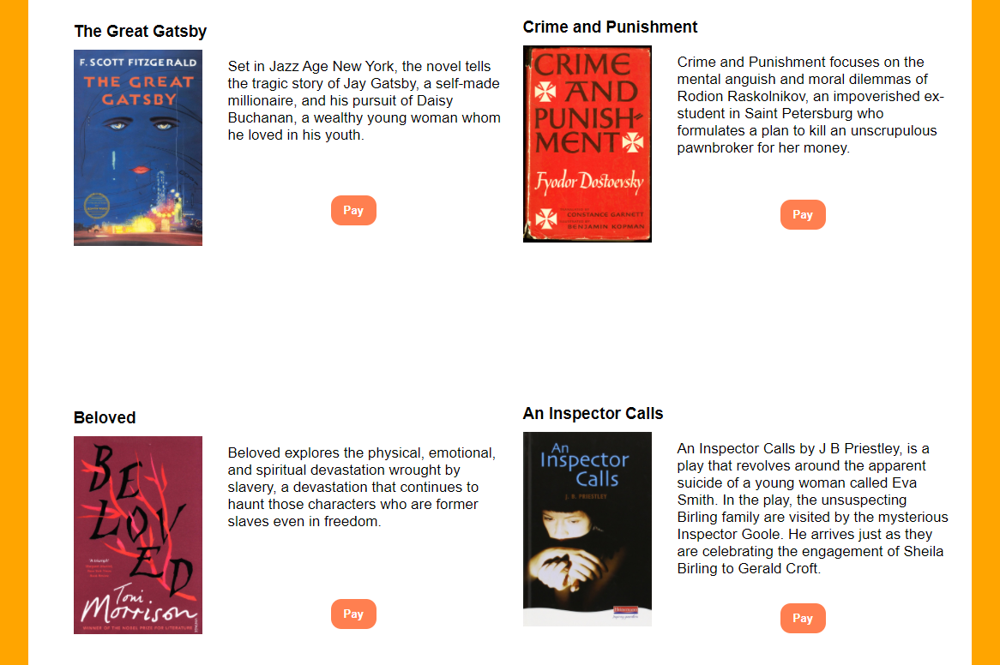 The Great Gatsby
F. SCOTT FITZGERALD
THE GREAT
GATSBY
Set in Jazz Age New York, the novel tells
the tragic story of Jay Gatsby, a self-made
millionaire, and his pursuit of Daisy
Buchanan, a wealthy young woman whom
he loved in his youth.
Pay
Crime and Punishment
CRIME
AND
PUNISH-
MENT
Fyodor Dostoevsky
CONSTANCE GARNETT
BENJAMIN KOPMAN
Crime and Punishment focuses on the
mental anguish and moral dilemmas of
Rodion Raskolnikov, an impoverished ex-
student in Saint Petersburg who
formulates a plan to kill an unscrupulous
pawnbroker for her money.
Pay
Beloved
BE
LOV
ED
Toni
Morrison
WINNER OF THE NOBEL PRIZE FOR LITERATURE
Beloved explores the physical, emotional,
and spiritual devastation wrought by
slavery, a devastation that continues to
haunt those characters who are former
slaves even in freedom.
Pay
An Inspector Calls
An
Inspector
Calls
J. B. PRIESTLEY
An Inspector Calls by J B Priestley, is a
play that revolves around the apparent
suicide of a young woman called Eva
Smith. In the play, the unsuspecting
Birling family are visited by the mysterious
Inspector Goole. He arrives just as they
are celebrating the engagement of Sheila
Birling to Gerald Croft.
Pay